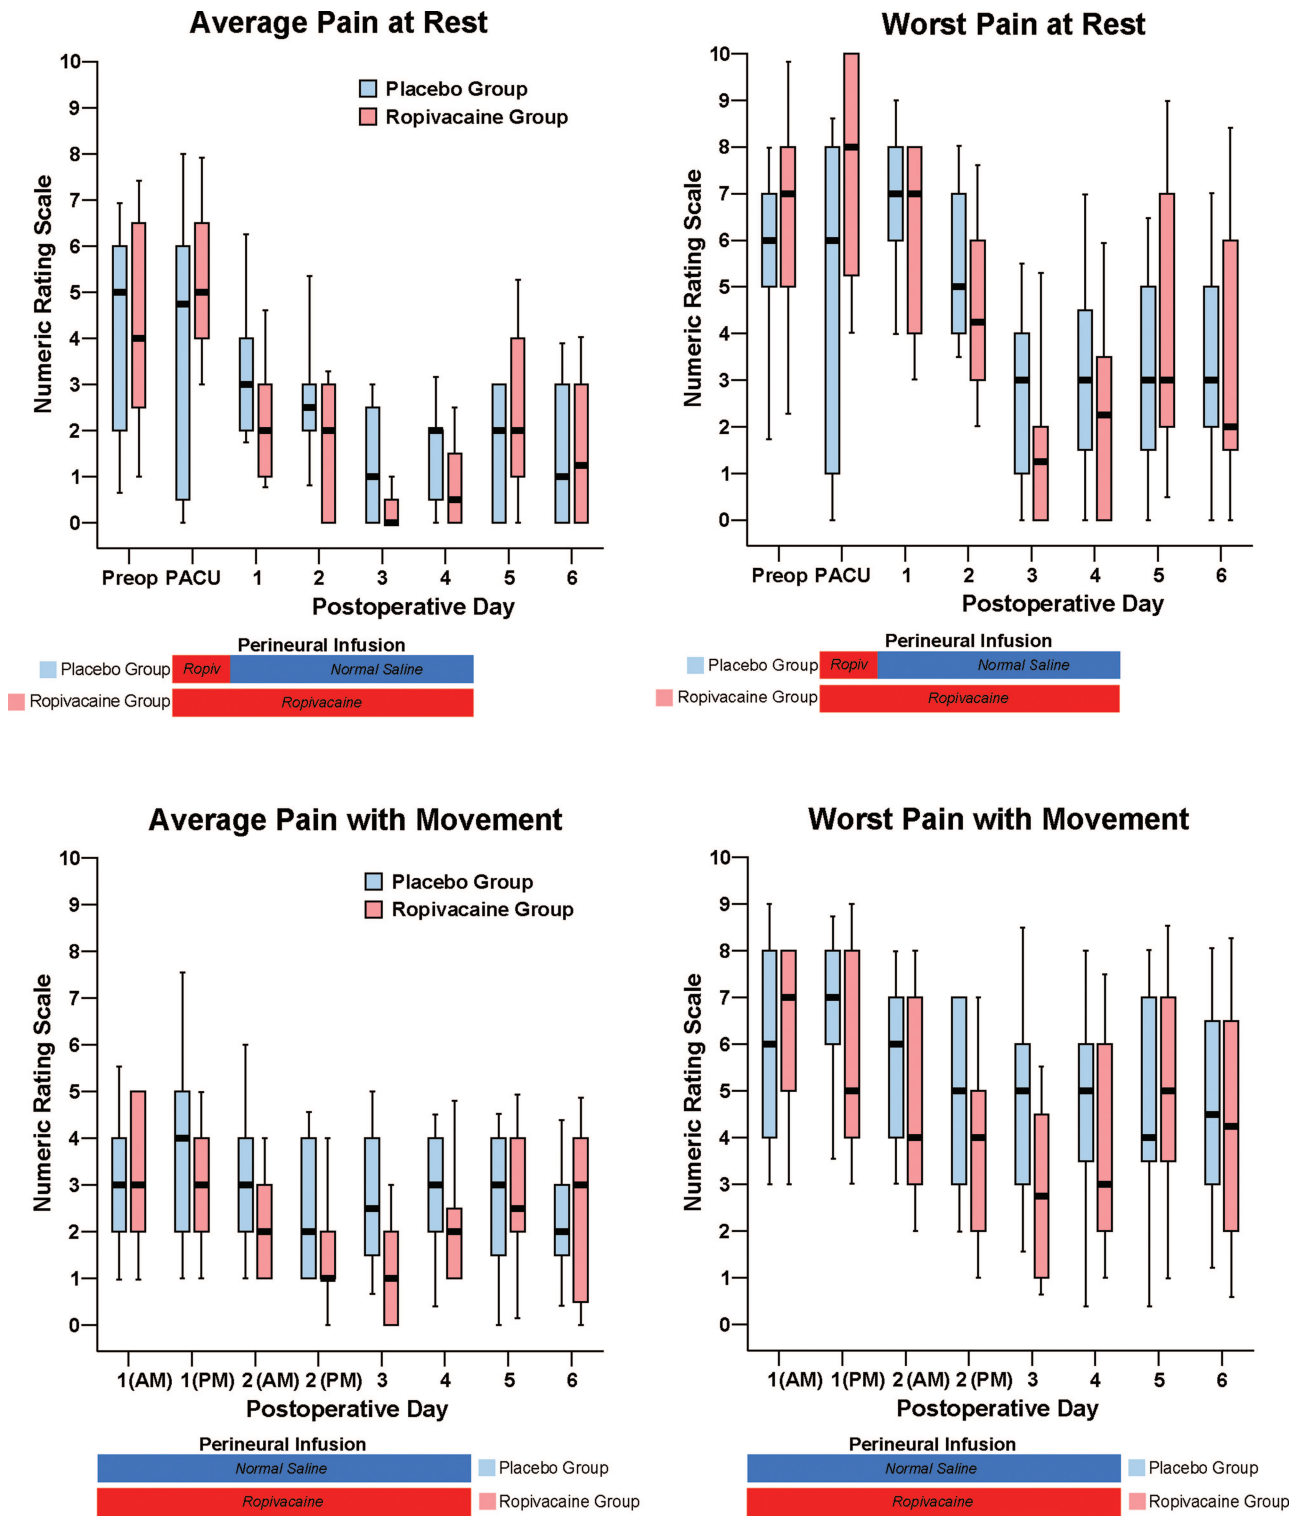 Average Pain at Rest
Numeric Rating Scale
10
9
8
7
6
5
4
3
2
1
0
Placebo Group
Ropivacaine Group
Preop PACU 1 2 3 4 5 6
Postoperative Day
Perineural Infusion
Placebo Group Ropiv Normal Saline
Ropivacaine Group Ropivacaine
Worst Pain at Rest
Numeric Rating Scale
10
9
8
7
6
5
4
3
2
1
0
Preop PACU 1 2 3 4 5 6
Postoperative Day
Perineural Infusion
Placebo Group Ropiv Normal Saline
Ropivacaine Group Ropivacaine
Average Pain with Movement
Numeric Rating Scale
10
9
8
7
6
5
4
3
2
1
0
Placebo Group
Ropivacaine Group
1(AM) 1(PM) 2(AM) 2(PM) 3 4 5 6
Postoperative Day
Perineural Infusion
Normal Saline Placebo Group
Ropivacaine Ropivacaine Group
Worst Pain with Movement
Numeric Rating Scale
10
9
8
7
6
5
4
3
2
1
0
1(AM) 1(PM) 2(AM) 2(PM) 3 4 5 6
Postoperative Day
Perineural Infusion
Normal Saline Placebo Group
Ropivacaine Ropivacaine Group